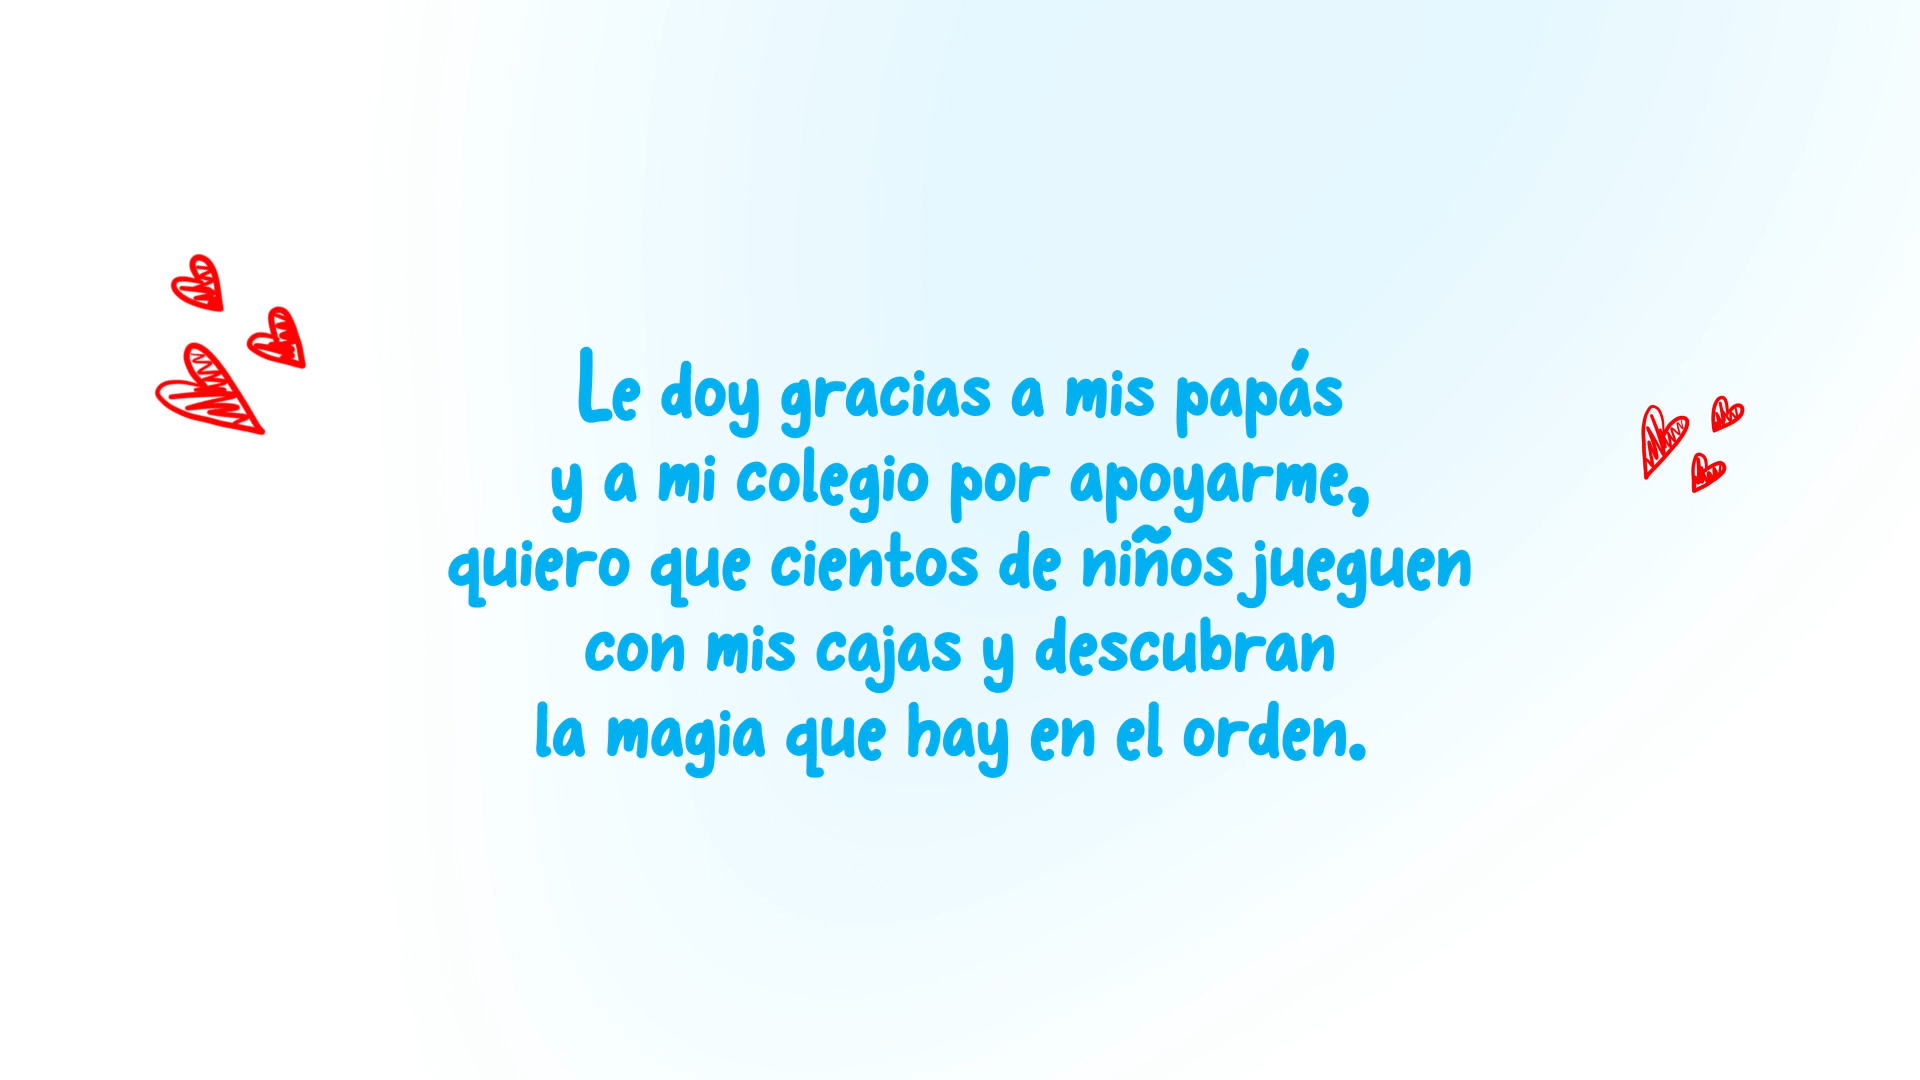 Le doy gracias a mis papás
y a mi colegio por apoyarme,
quiero que cientos de niños jueguen
con mis cajas y descubran
la magia que hay en el orden.